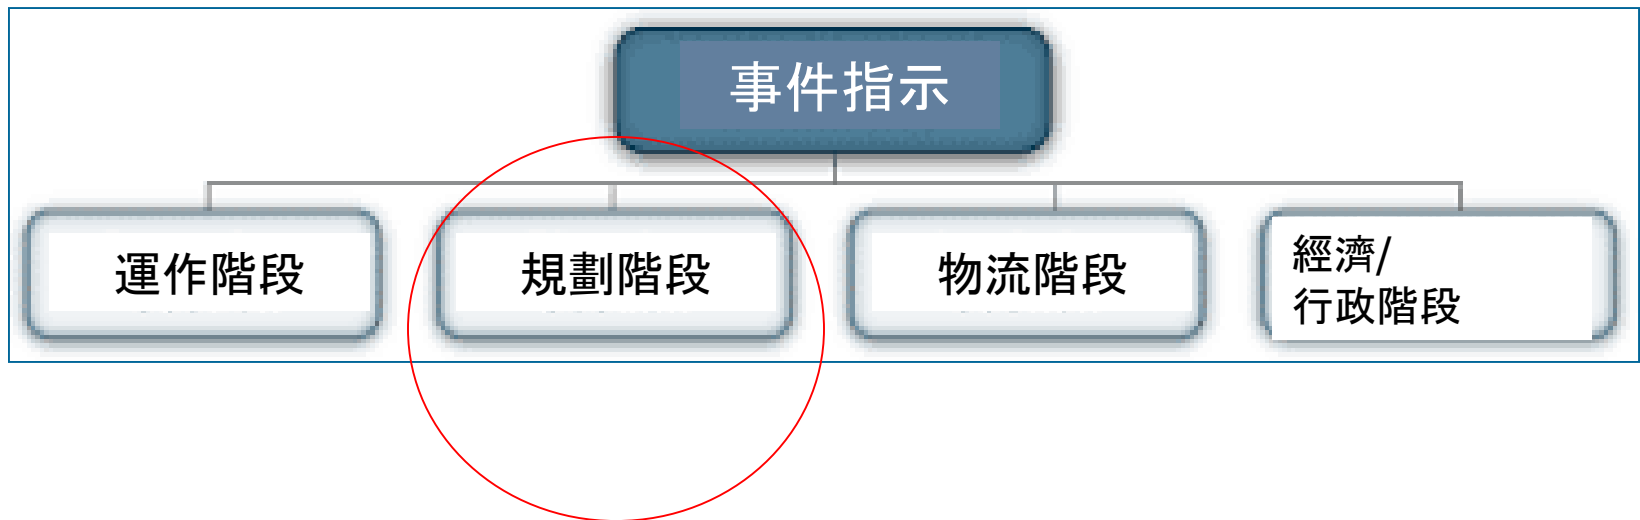 事件指示
運作階段
規劃階段
物流階段
經濟/
行政階段